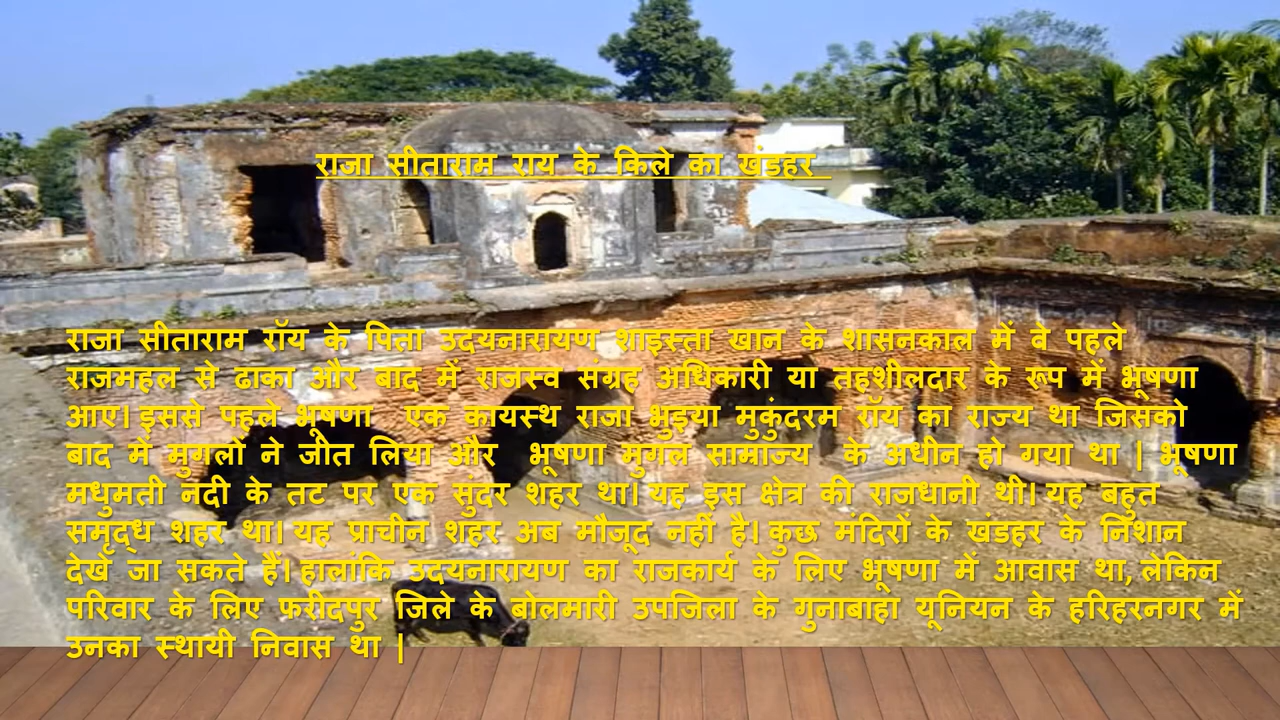 राजा सीताराम राय के किले का खंडहर
राजा सीताराम रॉय के पिता उदयनारायण शाइस्ता खान के शासनकाल में वे पहले
राजमहल से ढाका और बाद में राजस्व संग्रह अधिकारी या तहशीलदार के रूप में भूषणा
आए। इससे पहले भूषणा एक कायस्थ राजा भुइया मुकुंदरम रॉय का राज्य था जिसको
बाद में मुगलों ने जीत लिया और भूषणा मुगल सामाज्य के अधीन हो गया था | भूषणा
मधुमती नदी के तट पर एक सुंदर शहर था। यह इस क्षेत्र की राजधानी थी। यह बहुत
समृद्ध शहर था। यह प्राचीन शहर अब मौजूद नहीं है। कुछ मंदिरों के खंडहर के निशान
देखे जा सकते हैं। हालांकि उदयनारायण का राजकार्य के लिए भूषणा में आवास था, लेकिन
परिवार के लिए फरीदपुर जिले के बोलमारी उपजिला के गुनाबाहा यूनियन के हरिहरनगर में
उनका स्थायी निवास था |